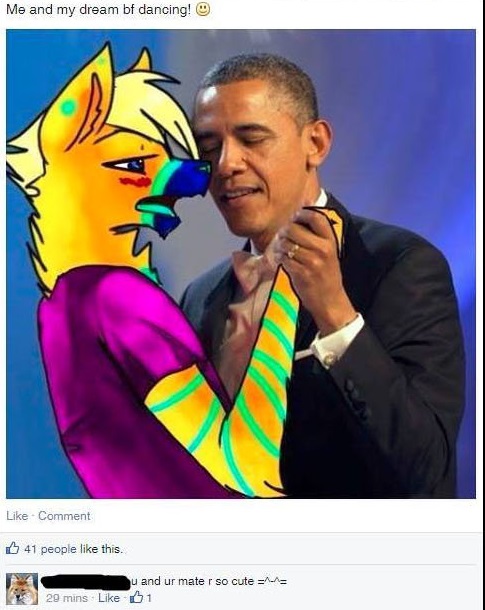 Me and my dream bf dancing! 😃
Like · Comment
41 people like this.
u and ur mate r so cute =^-^=
29 mins · Like · 1